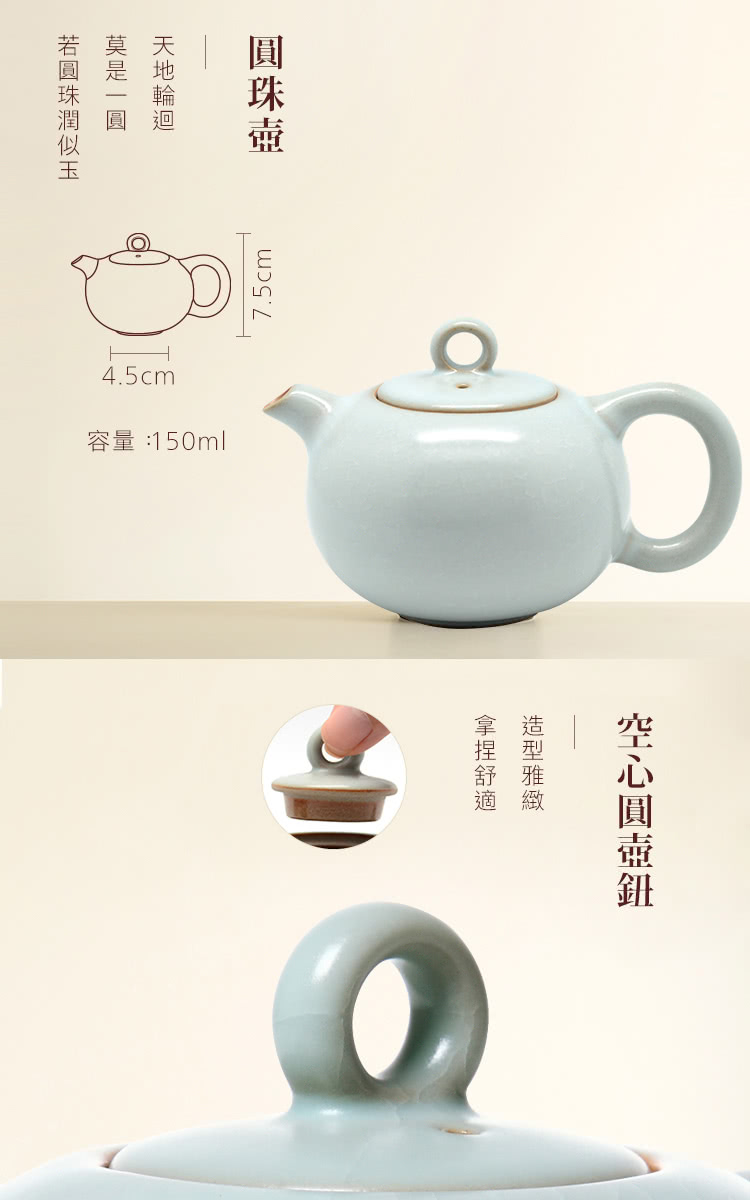 圓珠壺
天地輪迴
莫是一圓
若圓珠潤似玉
7.5cm
4.5cm
容量:150ml
空心圓壺鈕
造型雅緻
拿捏舒適